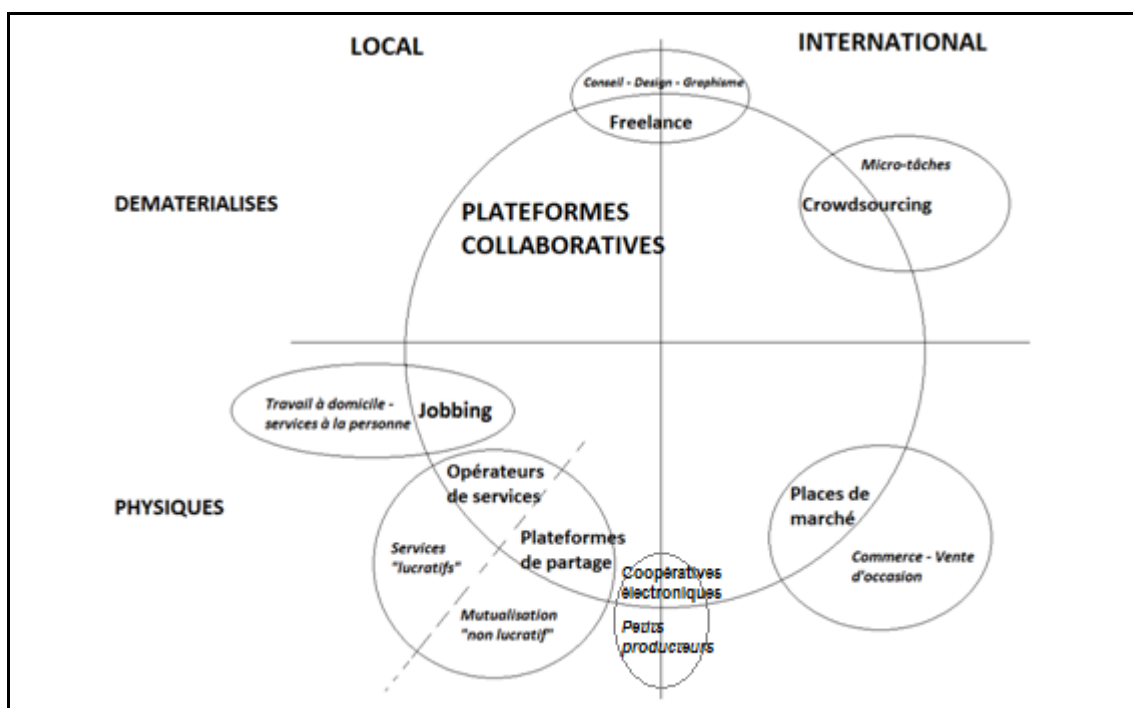 LOCAL
INTERNATIONAL
Conseil - Design - Graphisme
Freelance
Micro-tâches
Crowdsourcing
DEMATERIALISES
PLATEFORMES
COLLABORATIVES
Travail à domicile -
services à la personne
Jobbing
Opérateurs
de services
PHYSIQUES
Places de
marché
Services
"lucratifs"
Plateformes
de partage
Commerce - Vente
d'occasion
Coopératives
électroniques
Mutualisation
"non lucratif"
Petits
producteurs